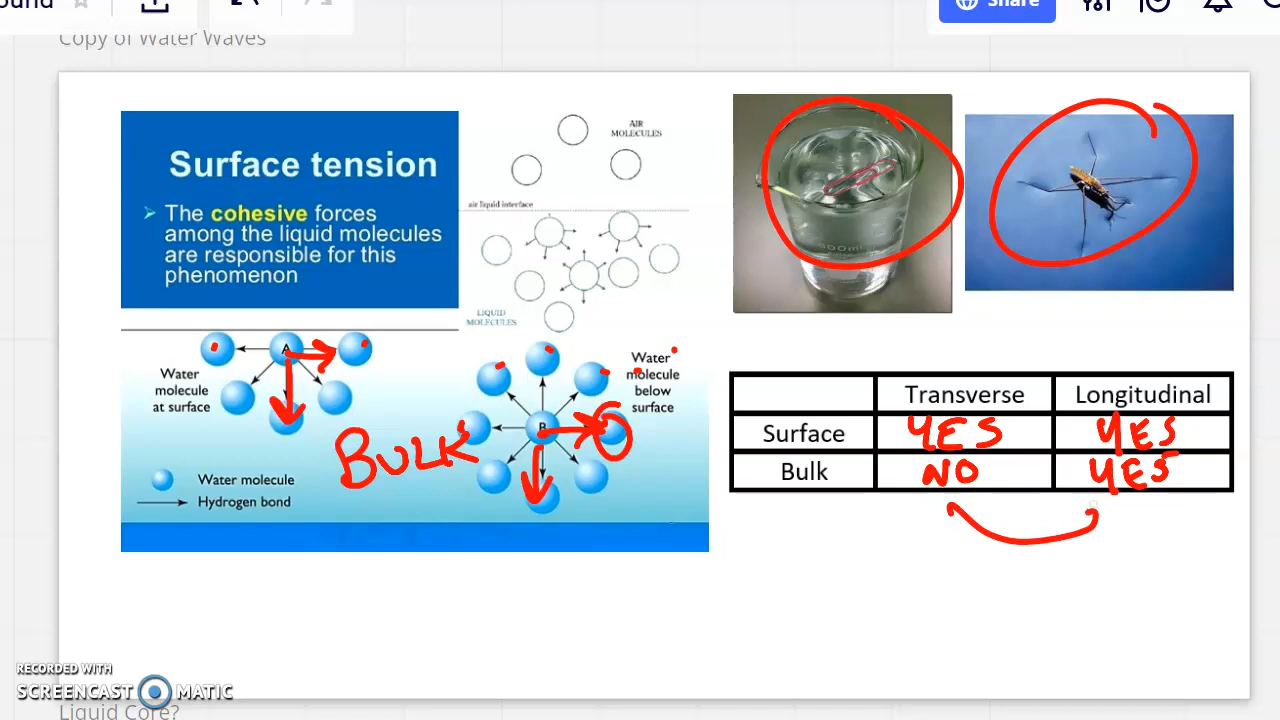 Share
Copy of Water Waves
Surface tension
The cohesive forces
among the liquid molecules
are responsible for this
phenomenon
AIR
MOLECULES
air liquid interface
LIQUID
MOLECULES
A
Water
molecule
at surface
Water
molecule
below
surface
B
BULK
Water molecule
Hydrogen bond
Transverse Longitudinal
Surface YES YES
Bulk NO YES
RECORDED WITH
SCREENCAST MATIC
Liquid Core?